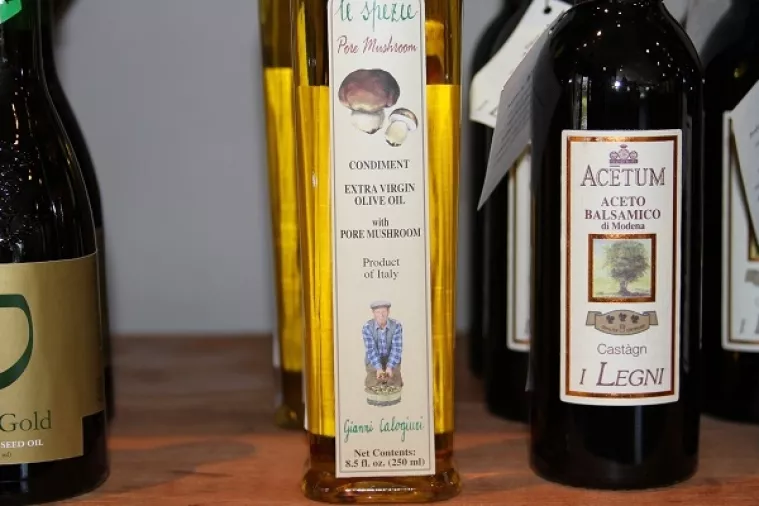 Gold
SEED OIL
le spezie
Pore Mushroom
CONDIMENT
EXTRA VIRGIN
OLIVE OIL
with
PORE MUSHROOM
Product
of Italy
Gianni Calogiuri
Net Contents:
8.5 fl. oz. (250 ml)
ACETUM
ACETO
BALSAMICO
di Modena
Castàgn
I LEGNI
I L